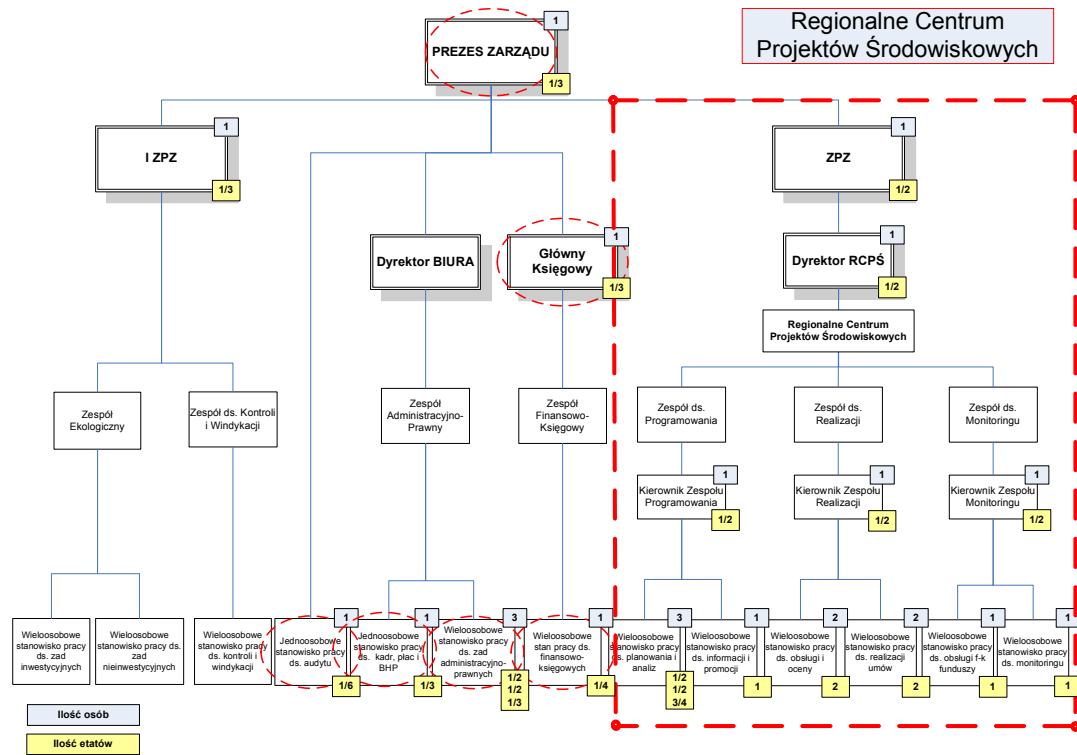 Regionalne Centrum
Projektów Środowiskowych
1
PREZES ZARZĄDU
1/3
1
I ZPZ
1/3
1
ZPZ
1/2
Dyrektor BIURA
1
Główny
Księgowy
1/3
1
Dyrektor RCPŚ
1/2
Regionalne Centrum
Projektów Środowiskowych
Zespół
Ekologiczny
Zespół ds. Kontroli
i Windykacji
Zespół
Administracyjno-
Prawny
Zespół
Finansowo-
Księgowy
Zespół ds.
Programowania
Zespół ds.
Realizacji
Zespół ds.
Monitoringu
1
Kierownik Zespołu
Programowania
1/2
1
Kierownik Zespołu
Realizacji
1/2
1
Kierownik Zespołu
Monitoringu
1/2
Wieloosobowe
stanowisko pracy
ds. zad
inwestycyjnych
Wieloosobowe
stanowisko pracy ds.
zad
nieinwestycyjnych
Wieloosobowe
stanowisko pracy
ds. kontroli i
windykacji
1
Jednoosobowe
stanowisko pracy
ds. audytu
1/6
1
Jednoosobowe
stanowisko pracy
ds. kadr, płac i
BHP
1/3
3
Wieloosobowe
stanowisko pracy
ds. zad
administracyjno-
prawnych
1/2
1/2
1/3
1
Wieloosobowe
stan pracy ds.
finansowo-
księgowych
1/4
3
Wieloosobowe
stanowisko pracy
ds. planowania i
analiz
1/2
1/2
3/4
1
Wieloosobowe
stanowisko pracy
ds. informacji i
promocji
1
2
Wieloosobowe
stanowisko pracy
ds. obsługi i
oceny
2
2
Wieloosobowe
stanowisko pracy
ds. realizacji
umów
2
1
Wieloosobowe
stanowisko pracy
ds. obsługi f-k
funduszy
1
1
Wieloosobowe
stanowisko pracy
ds. monitoringu
1
Ilość osób
Ilość etatów